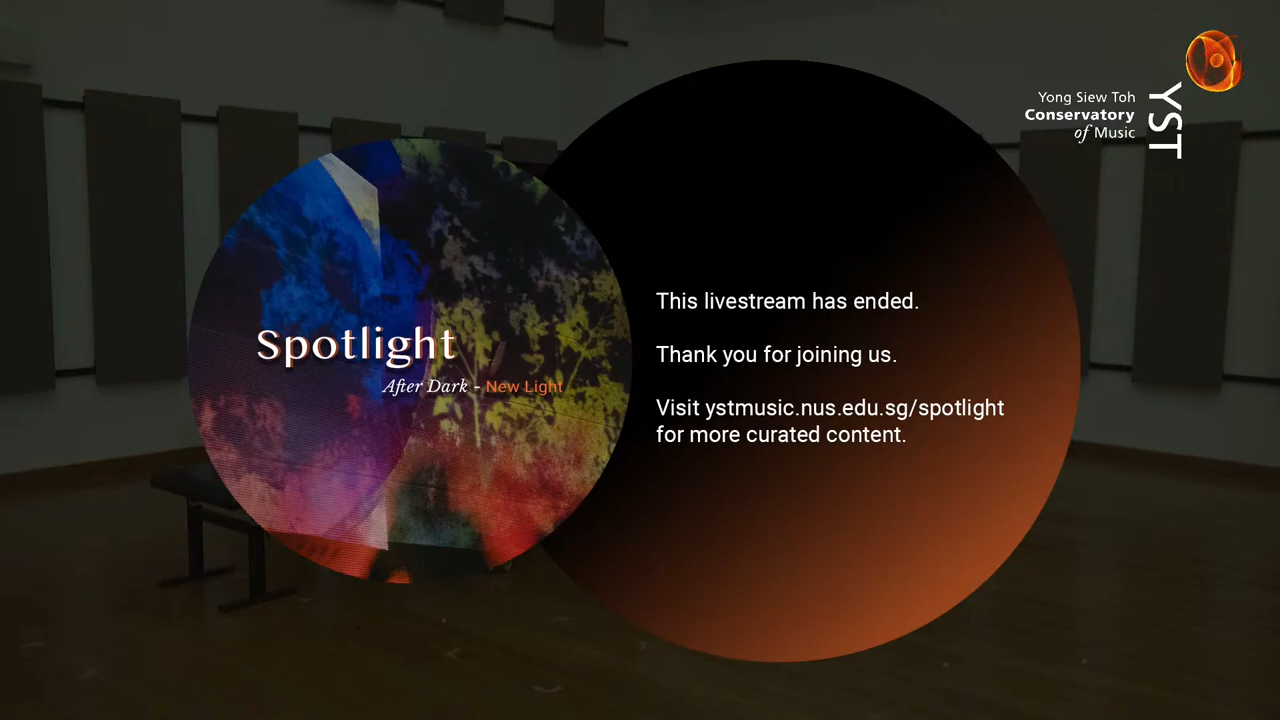 Yong Siew Toh
Conservatory
of Music
YST
Spotlight
After Dark - New Light
This livestream has ended.
Thank you for joining us.
Visit ystmusic.nus.edu.sg/spotlight
for more curated content.